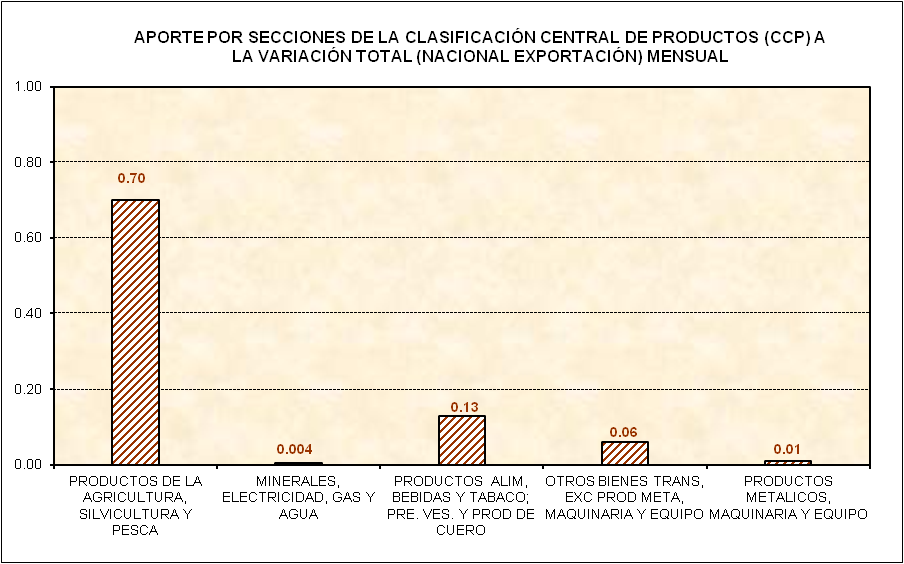 APORTE POR SECCIONES DE LA CLASIFICACIÓN CENTRAL DE PRODUCTOS (CCP) A
LA VARIACIÓN TOTAL (NACIONAL EXPORTACIÓN) MENSUAL
1.00
0.80
0.60
0.40
0.20
0.00
0.70
0.004
0.13
0.06
0.01
PRODUCTOS DE LA
AGRICULTURA,
SILVICULTURA Y
PESCA
MINERALES,
ELECTRICIDAD, GAS Y
AGUA
PRODUCTOS ALIM,
BEBIDAS Y TABACO;
PRE. VES. Y PROD DE
CUERO
OTROS BIENES TRANS,
EXC PROD META,
MAQUINARIA Y EQUIPO
PRODUCTOS
METALICOS,
MAQUINARIA Y EQUIPO